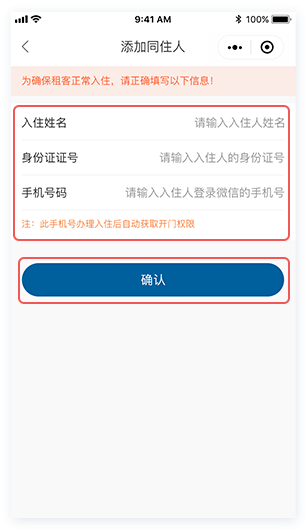 9:41 AM 100%
添加同住人
为确保租客正常入住，请正确填写以下信息！
入住姓名 请输入入住人姓名
身份证证号 请输入入住人的身份证号
手机号码 请输入入住人登录微信的手机号
注：此手机号办理入住后自动获取开门权限
确认